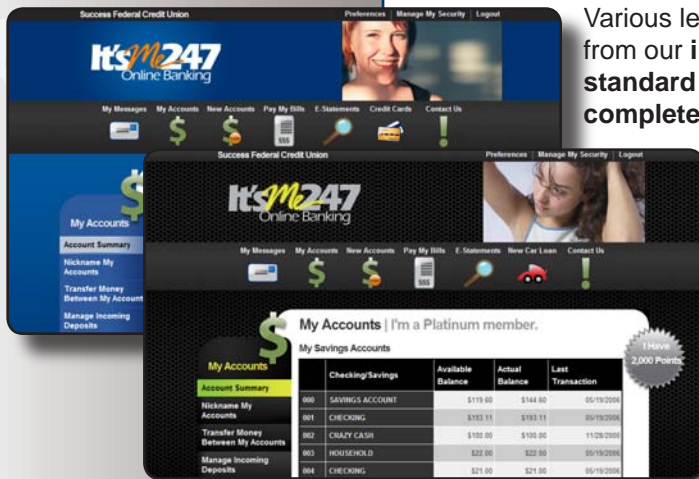 Various le
from our i
standard
complete
Success Federal Credit Union Preferences | Manage My Security | Logout
It's Me 247
Online Banking
My Messages My Accounts New Accounts Pay My Bills E-Statements Credit Cards Contact Us
$ $ $$$ !
My Accounts
Account Summary
Nickname My
Accounts
Transfer Money
Between My Account
Manage Incoming
Deposits
Success Federal Credit Union Preferences | Manage My Security | Logout
It's Me 247
Online Banking
My Messages My Accounts New Accounts Pay My Bills E-Statements New Car Loan Contact Us
$ $ $$$ !
My Accounts
Account Summary
Nickname My
Accounts
Transfer Money
Between My Accounts
Manage Incoming
Deposits
My Accounts | I'm a Platinum member.
I Have
2,000 Points
My Savings Accounts
Checking/Savings Available Balance Actual Balance Last Transaction
000 SAVINGS ACCOUNT $119.60 $144.60 05/19/2006
001 CHECKING $193.11 $193.11 05/19/2006
002 CRAZY CASH $100.00 $100.00 11/28/2006
003 HOUSEHOLD $22.00 $22.00 05/19/2006
004 CHECKING $21.00 $21.00 05/19/2006